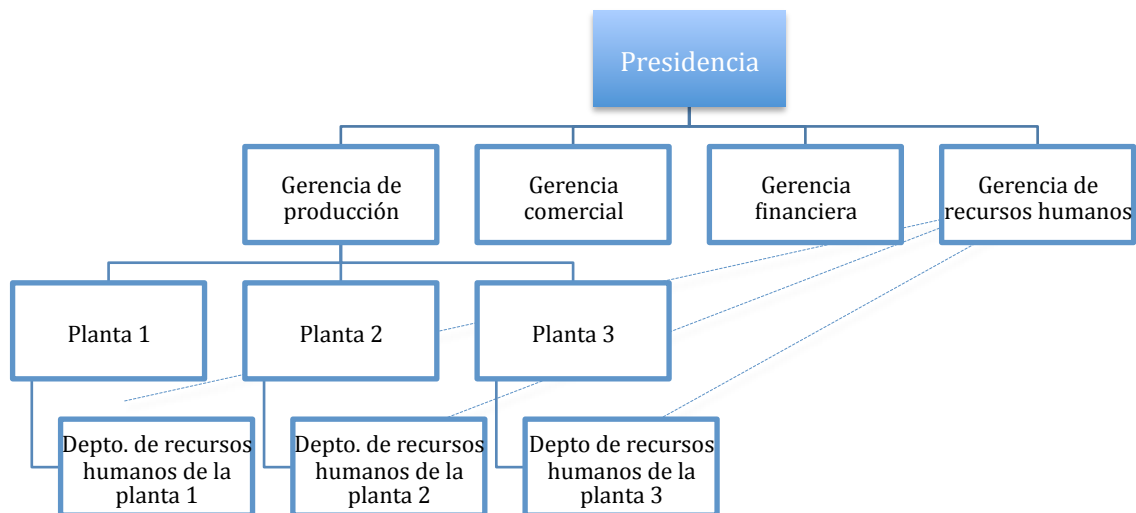 Presidencia
Gerencia de
producción
Gerencia
comercial
Gerencia
financiera
Gerencia de
recursos humanos
Planta 1
Planta 2
Planta 3
Depto. de recursos
humanos de la
planta 1
Depto. de recursos
humanos de la
planta 2
Depto de recursos
humanos de la
planta 3